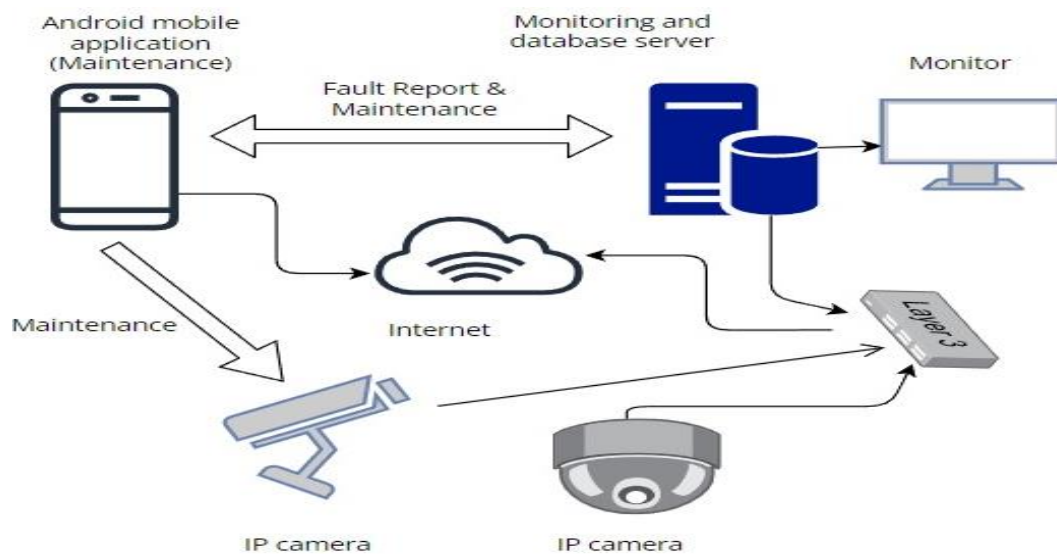 Android mobile
application
(Maintenance)
Monitoring and
database server
Monitor
Fault Report &
Maintenance
Maintenance
Internet
Layer 3
IP camera
IP camera